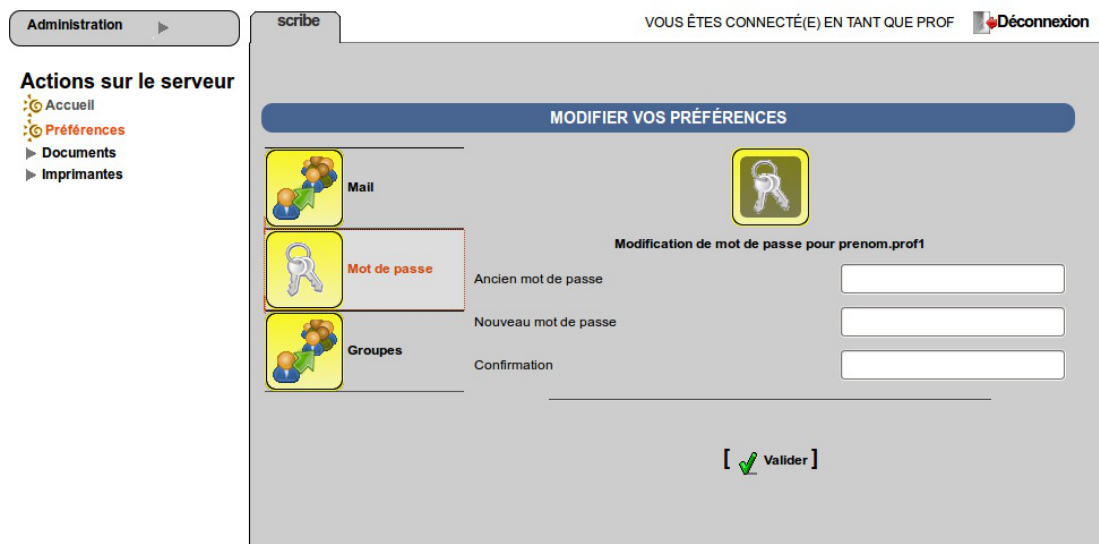 Administration
scribe
VOUS ÊTES CONNECTÉ(E) EN TANT QUE PROF
Déconnexion
Actions sur le serveur
Accueil
Préférences
Documents
Imprimantes
MODIFIER VOS PRÉFÉRENCES
Mail
Mot de passe
Groupes
Modification de mot de passe pour prenom.prof1
Ancien mot de passe
Nouveau mot de passe
Confirmation
[ Valider ]